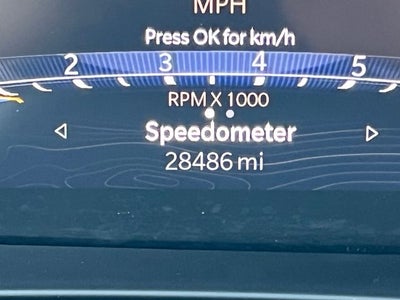 MPH
Press OK for km/h
2 3 4 5
RPM X 1000
Speedometer
28486 mi